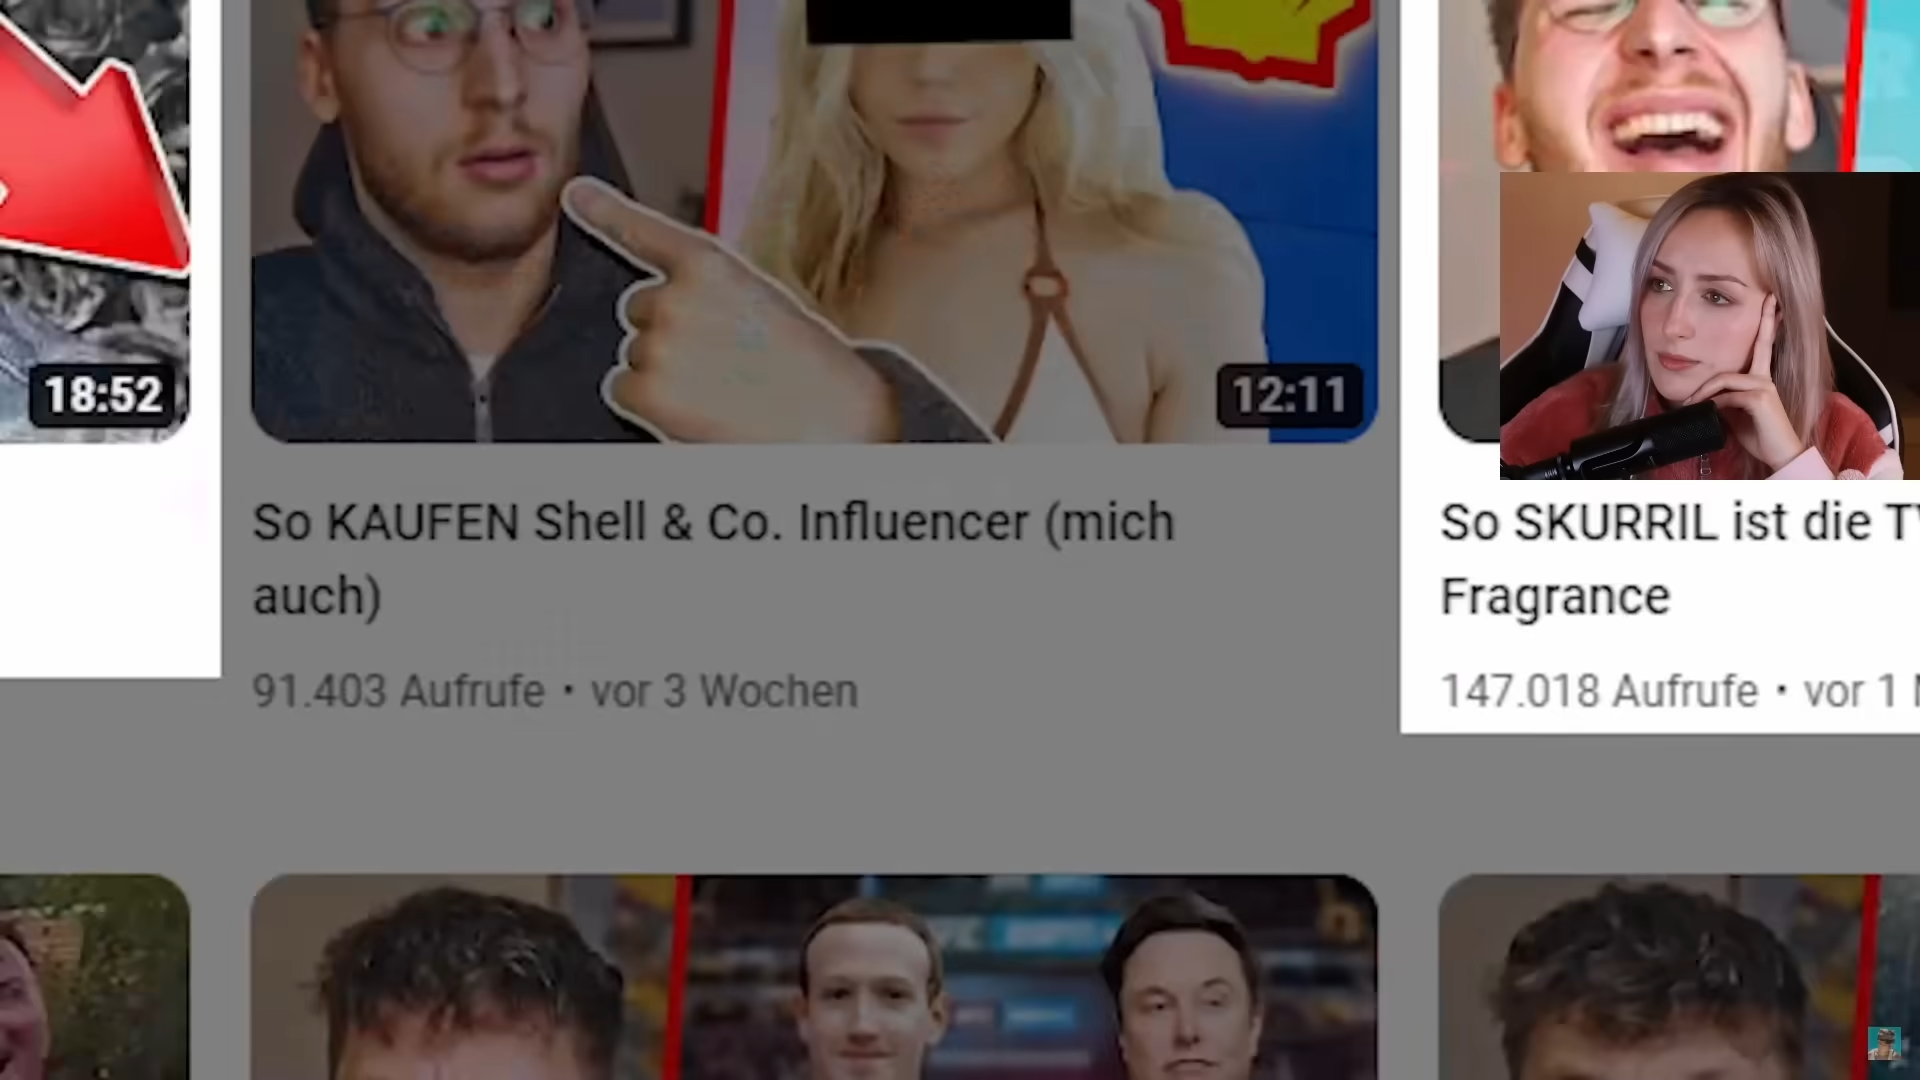 18:52
12:11
So KAUFEN Shell & Co. Influencer (mich
auch)
91.403 Aufrufe • vor 3 Wochen
So SKURRIL ist die
Fragrance
147.018 Aufrufe • vor 1